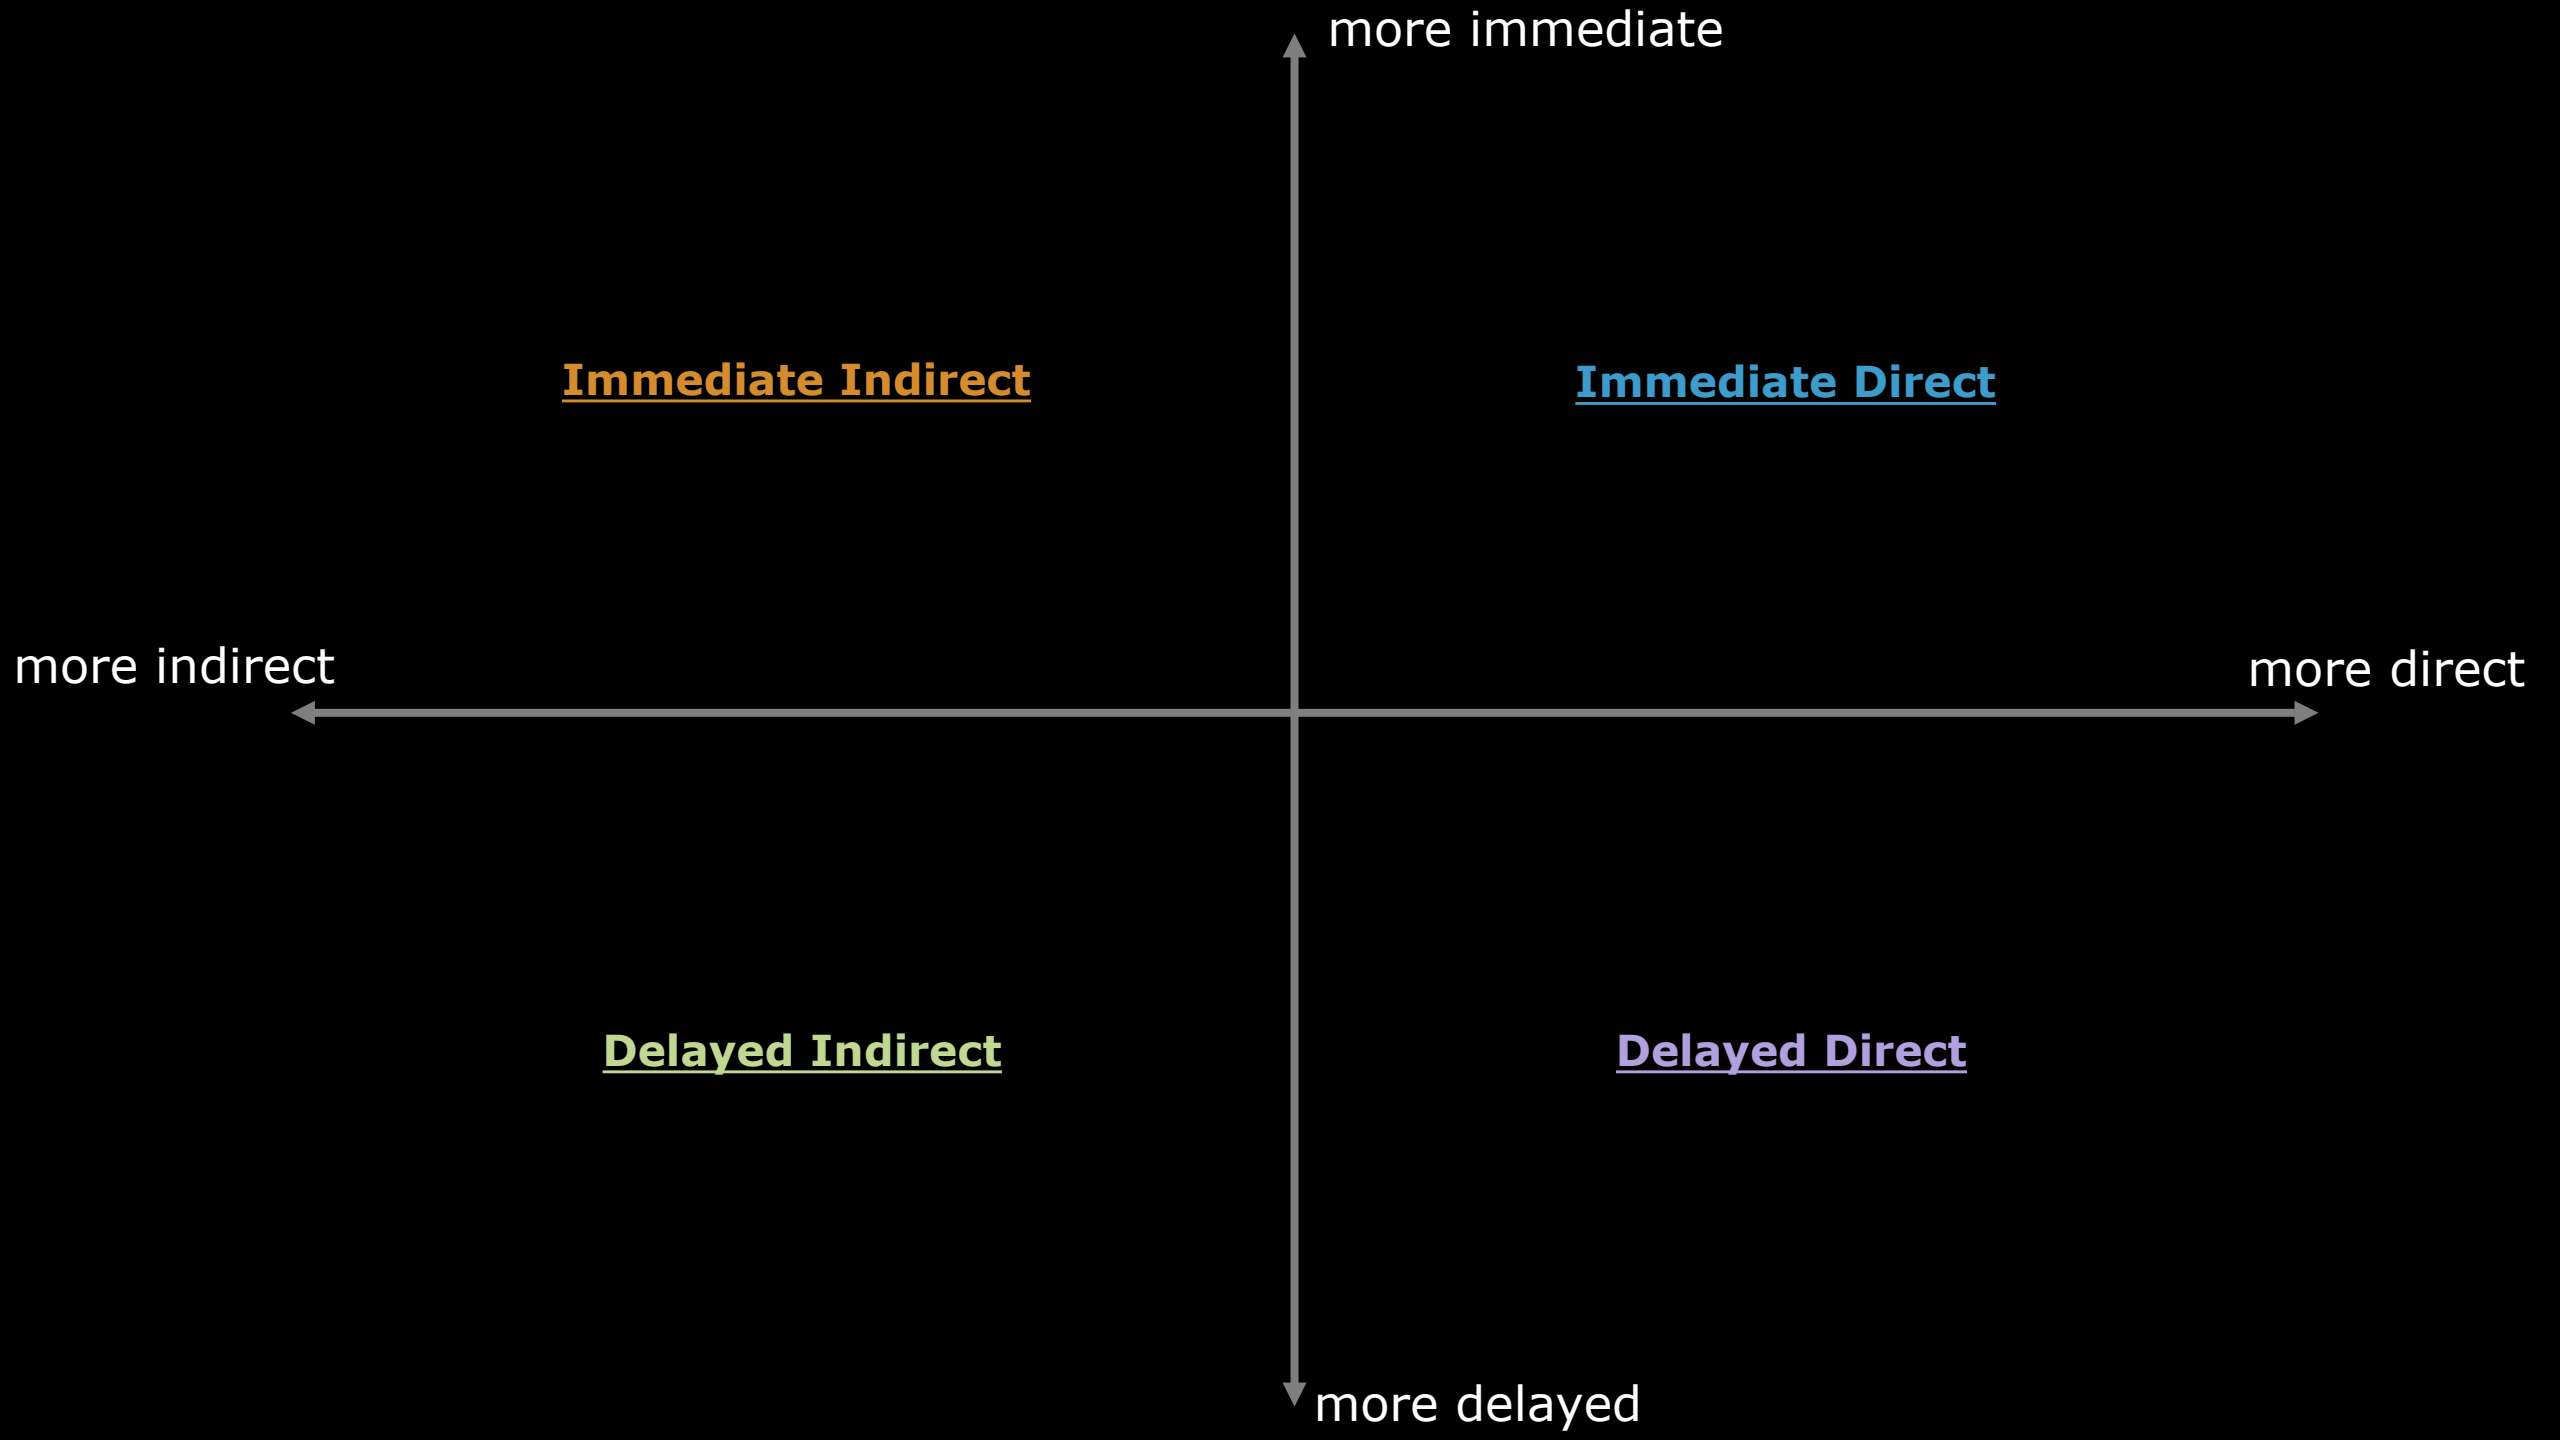 more immediate
Immediate Indirect
Immediate Direct
more indirect
more direct
Delayed Indirect
Delayed Direct
more delayed